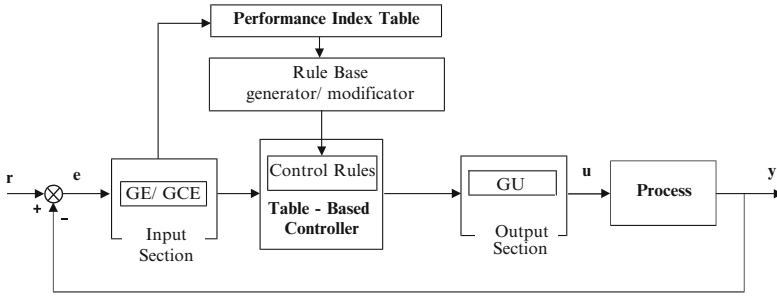 Performance Index Table
Rule Base
generator/ modificator
r
e
+
−
GE/ GCE
Input
Section
Control Rules
Table - Based
Controller
GU
Output
Section
u
Process
y